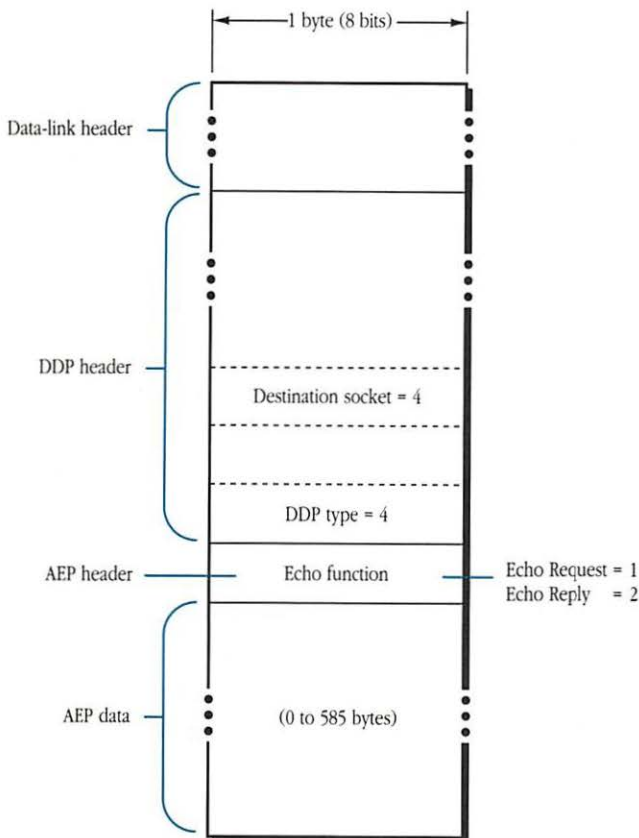 1 byte (8 bits)
Data-link header
DDP header
Destination socket = 4
DDP type = 4
AEP header
Echo function
Echo Request = 1
Echo Reply = 2
AEP data
(0 to 585 bytes)